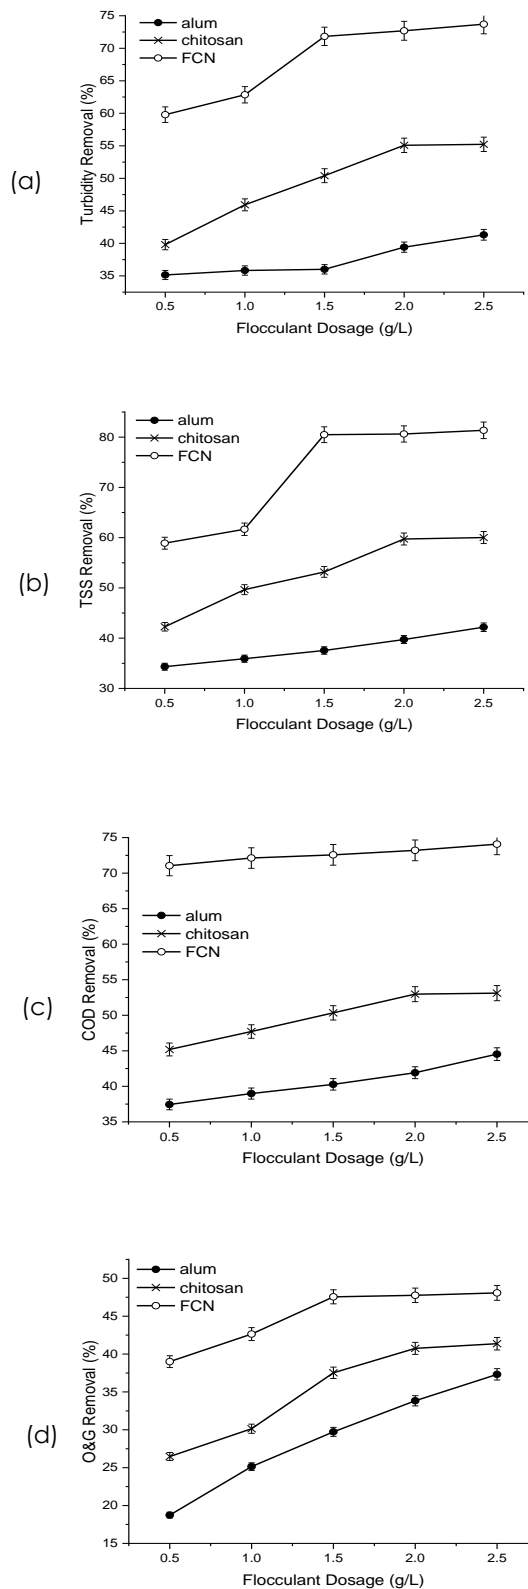 (a)
alum
chitosan
FCN
Turbidity Removal (%)
75
70
65
60
55
50
45
40
35
0.5 1.0 1.5 2.0 2.5
Flocculant Dosage (g/L)
(b)
alum
chitosan
FCN
TSS Removal (%)
80
70
60
50
40
30
0.5 1.0 1.5 2.0 2.5
Flocculant Dosage (g/L)
(c)
alum
chitosan
FCN
COD Removal (%)
75
70
65
60
55
50
45
40
35
0.5 1.0 1.5 2.0 2.5
Flocculant Dosage (g/L)
(d)
alum
chitosan
FCN
O&G Removal (%)
50
45
40
35
30
25
20
15
0.5 1.0 1.5 2.0 2.5
Flocculant Dosage (g/L)